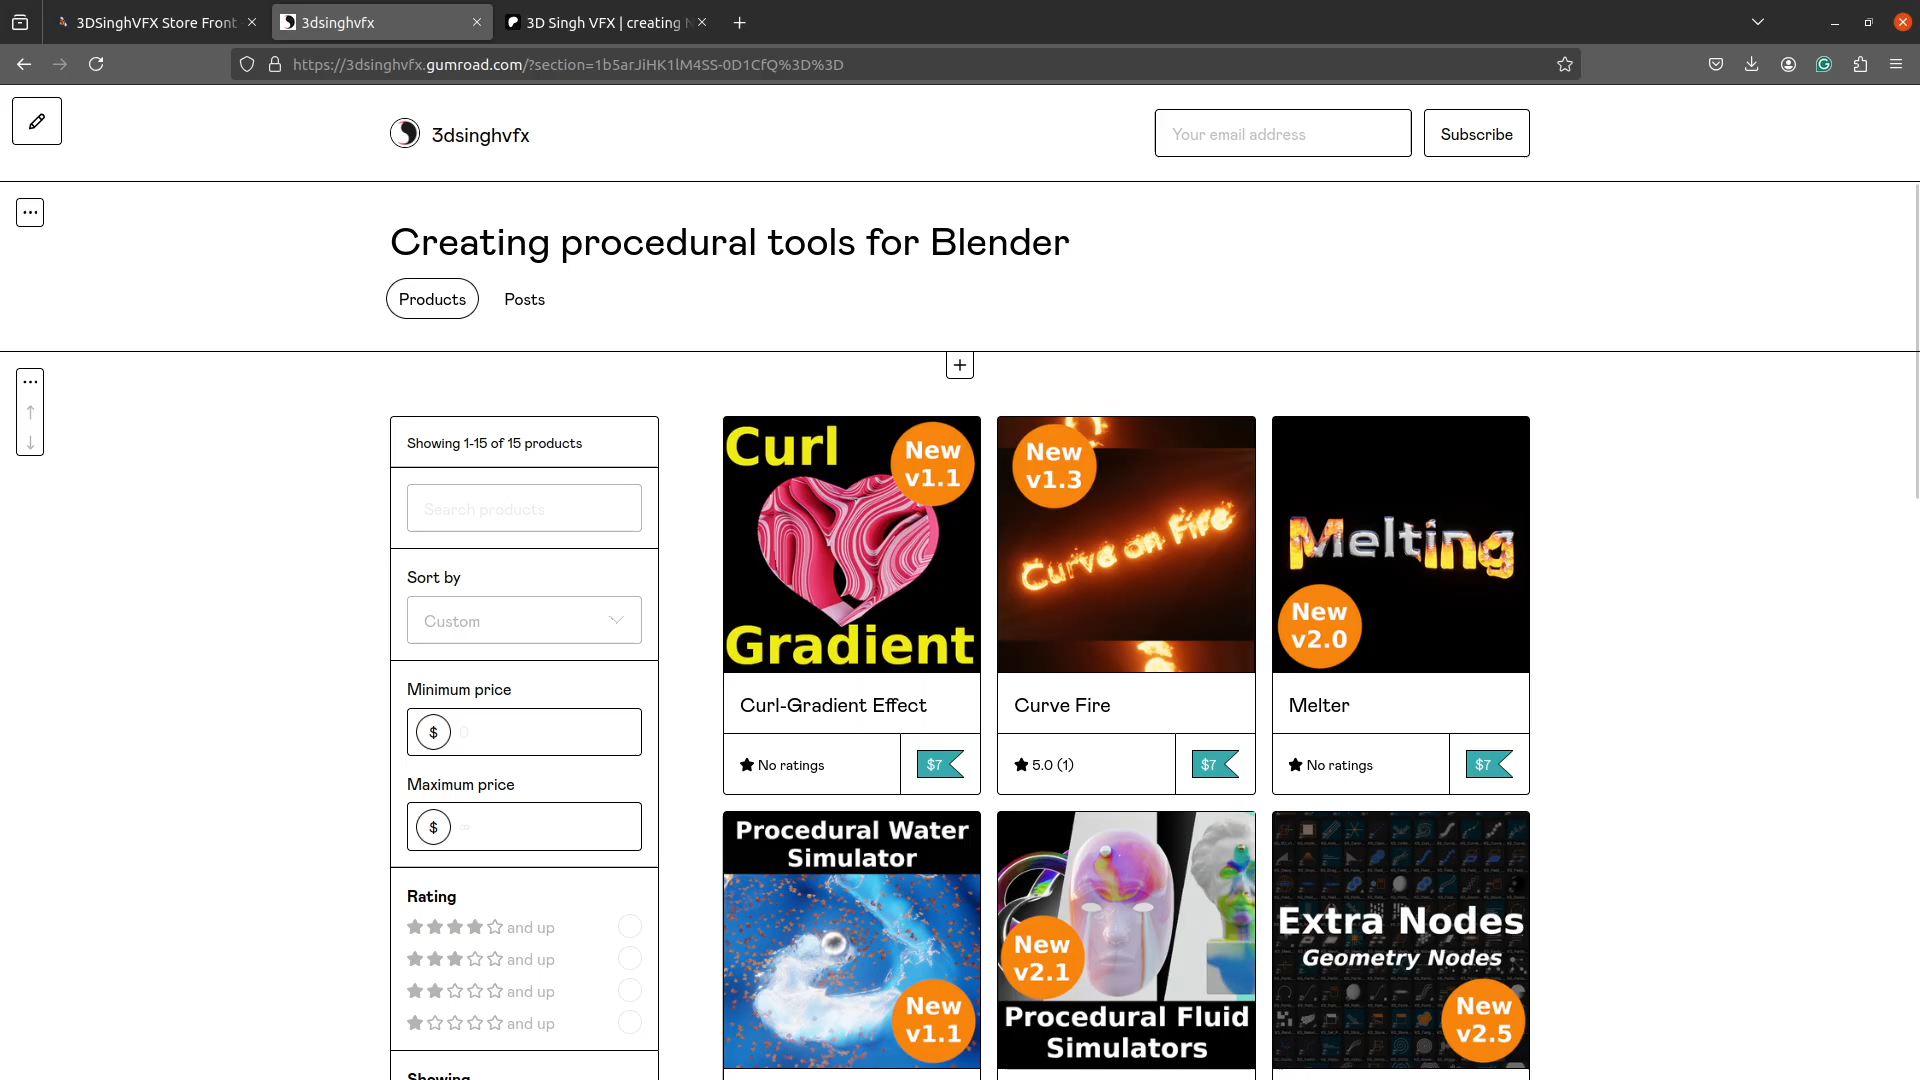 3DSinghVFX Store Front
3dsinghvfx
3D Singh VFX | creating
https://3dsinghvfx.gumroad.com/?section=1b5arJiHK1lM4SS-0D1CfQ%3D%3D
3dsinghvfx
Your email address
Subscribe
Creating procedural tools for Blender
Products
Posts
Showing 1-15 of 15 products
Search products
Sort by
Custom
Minimum price
$ 0
Maximum price
$ ∞
Rating
and up
and up
and up
and up
Showing
Curl
New
v1.1
Gradient
Curl-Gradient Effect
No ratings
$7
New
v1.3
Curve on Fire
Curve Fire
5.0 (1)
$7
Melting
New
v2.0
Melter
No ratings
$7
Procedural Water
Simulator
New
v1.1
New
v2.1
Procedural Fluid
Simulators
Extra Nodes
Geometry Nodes
New
v2.5